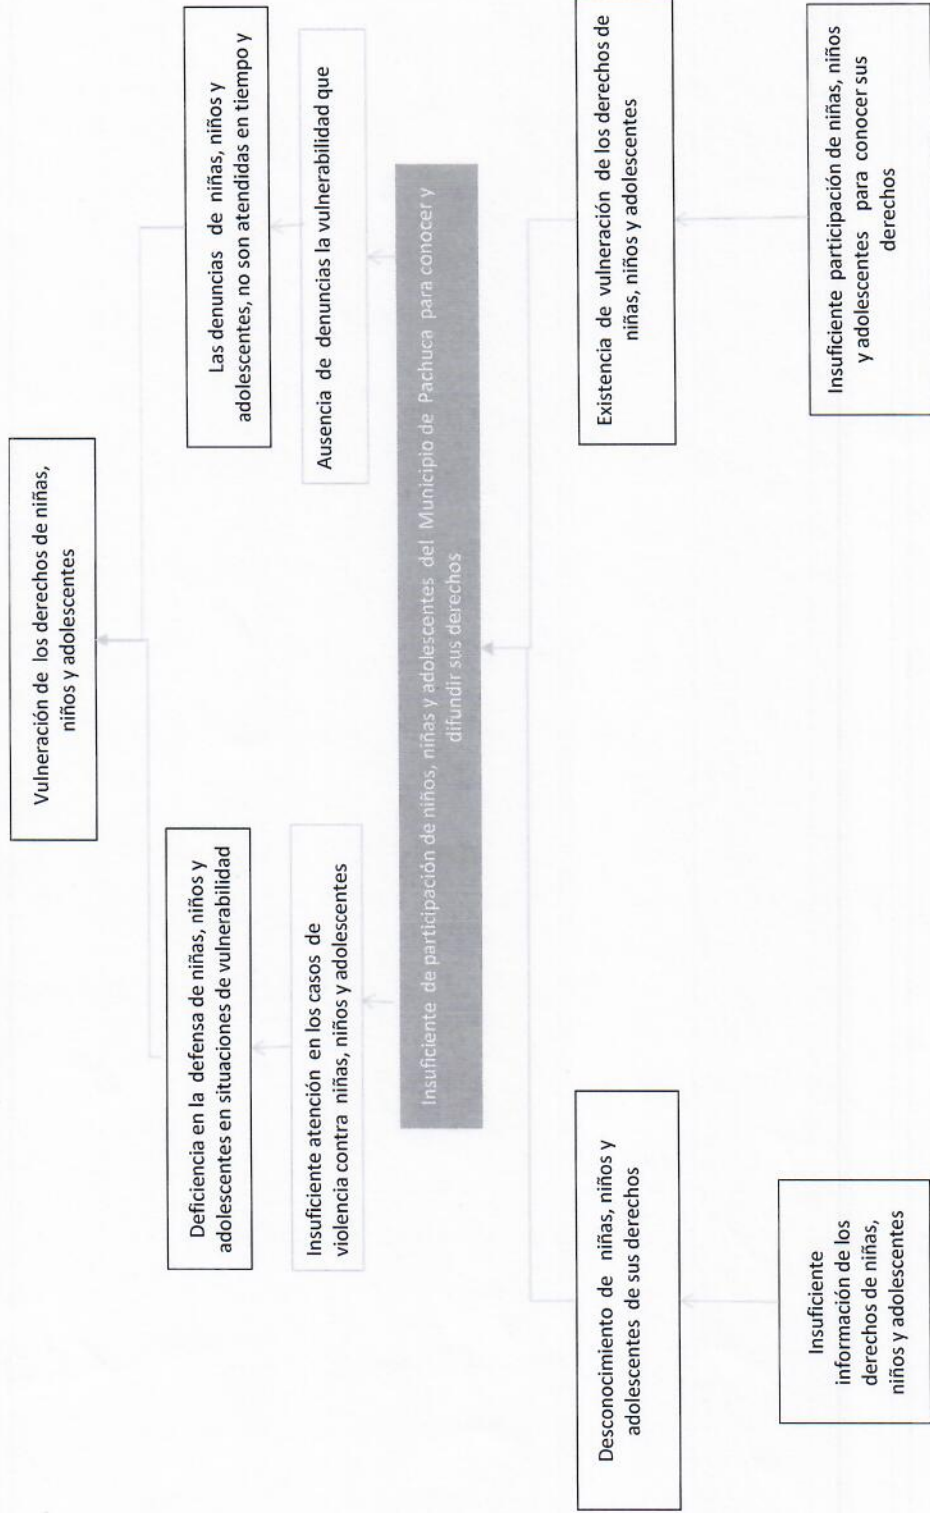 Vulneración de los derechos de niñas,
niños y adolescentes
Deficiencia en la defensa de niñas, niños y
adolescentes en situaciones de vulnerabilidad
Las denuncias de niñas, niños y
adolescentes, no son atendidas en tiempo y
Insuficiente atención en los casos de
violencia contra niñas, niños y adolescentes
Ausencia de denuncias la vulnerabilidad que
Insuficiente de participación de niños, niñas y adolescentes del Municipio de Pachuca para conocer y
difundir sus derechos
Desconocimiento de niñas, niños y
adolescentes de sus derechos
Existencia de vulneración de los derechos de
niñas, niños y adolescentes
Insuficiente
información de los
derechos de niñas,
niños y adolescentes
Insuficiente participación de niñas, niños
y adolescentes para conocer sus
derechos